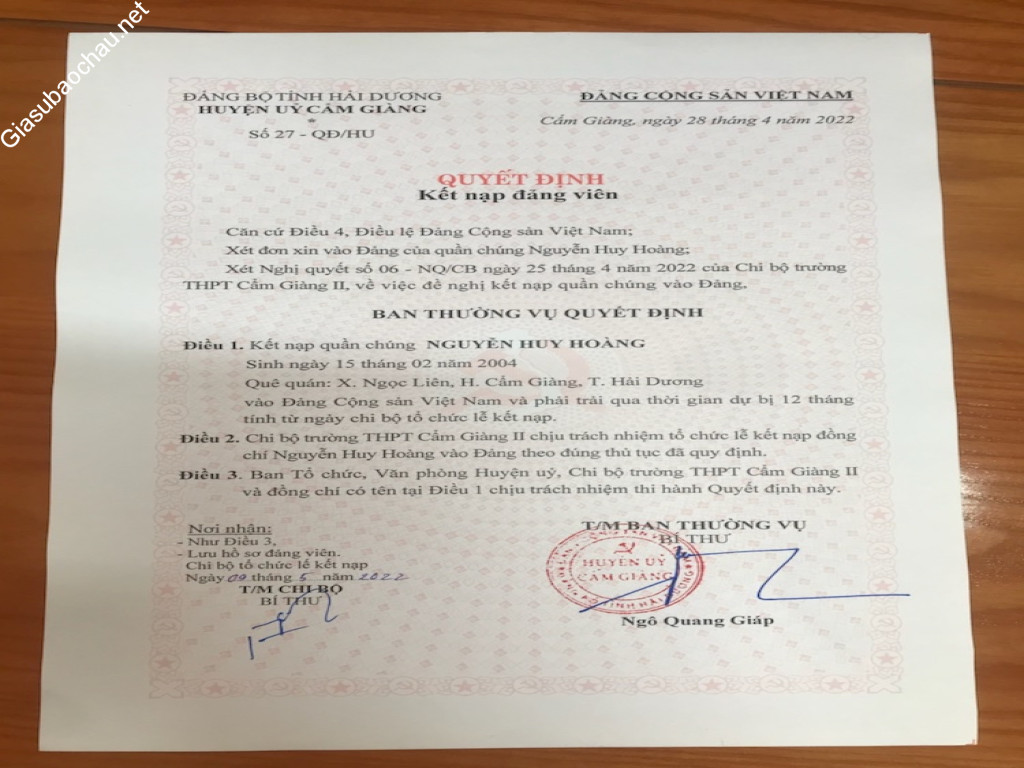 Giasubaochau.net
ĐẢNG BỘ TỈNH HẢI DƯƠNG
HUYỆN UỶ CẨM GIÀNG
*
Số 27 - QĐ/HU
ĐẢNG CỘNG SẢN VIỆT NAM
Cẩm Giàng, ngày 28 tháng 4 năm 2022
QUYẾT ĐỊNH
Kết nạp đảng viên
Căn cứ Điều 4, Điều lệ Đảng Cộng sản Việt Nam;
Xét đơn xin vào Đảng của quần chúng Nguyễn Huy Hoàng;
Xét Nghị quyết số 06 - NQ/CB ngày 25 tháng 4 năm 2022 của Chi bộ trường
THPT Cẩm Giàng II, về việc đề nghị kết nạp quần chúng vào Đảng,
BAN THƯỜNG VỤ QUYẾT ĐỊNH
Điều 1. Kết nạp quần chúng NGUYỄN HUY HOÀNG
Sinh ngày 15 tháng 02 năm 2004
Quê quán: X. Ngọc Liên, H. Cẩm Giàng, T. Hải Dương
vào Đảng Cộng sản Việt Nam và phải trải qua thời gian dự bị 12 tháng
tính từ ngày chi bộ tổ chức lễ kết nạp.
Điều 2. Chi bộ trường THPT Cẩm Giàng II chịu trách nhiệm tổ chức lễ kết nạp đồng
chí Nguyễn Huy Hoàng vào Đảng theo đúng thủ tục đã quy định.
Điều 3. Ban Tổ chức, Văn phòng Huyện uỷ, Chi bộ trường THPT Cẩm Giàng II
và đồng chí có tên tại Điều 1 chịu trách nhiệm thi hành Quyết định này.
Nơi nhận:
- Như Điều 3,
- Lưu hồ sơ đảng viên.
Chi bộ tổ chức lễ kết nạp
Ngày 09 tháng 5 năm 2022
T/M CHI BỘ
BÍ THƯ
T/M BAN THƯỜNG VỤ
BÍ THƯ
HUYỆN UỶ
CẨM GIÀNG
Ngô Quang Giáp